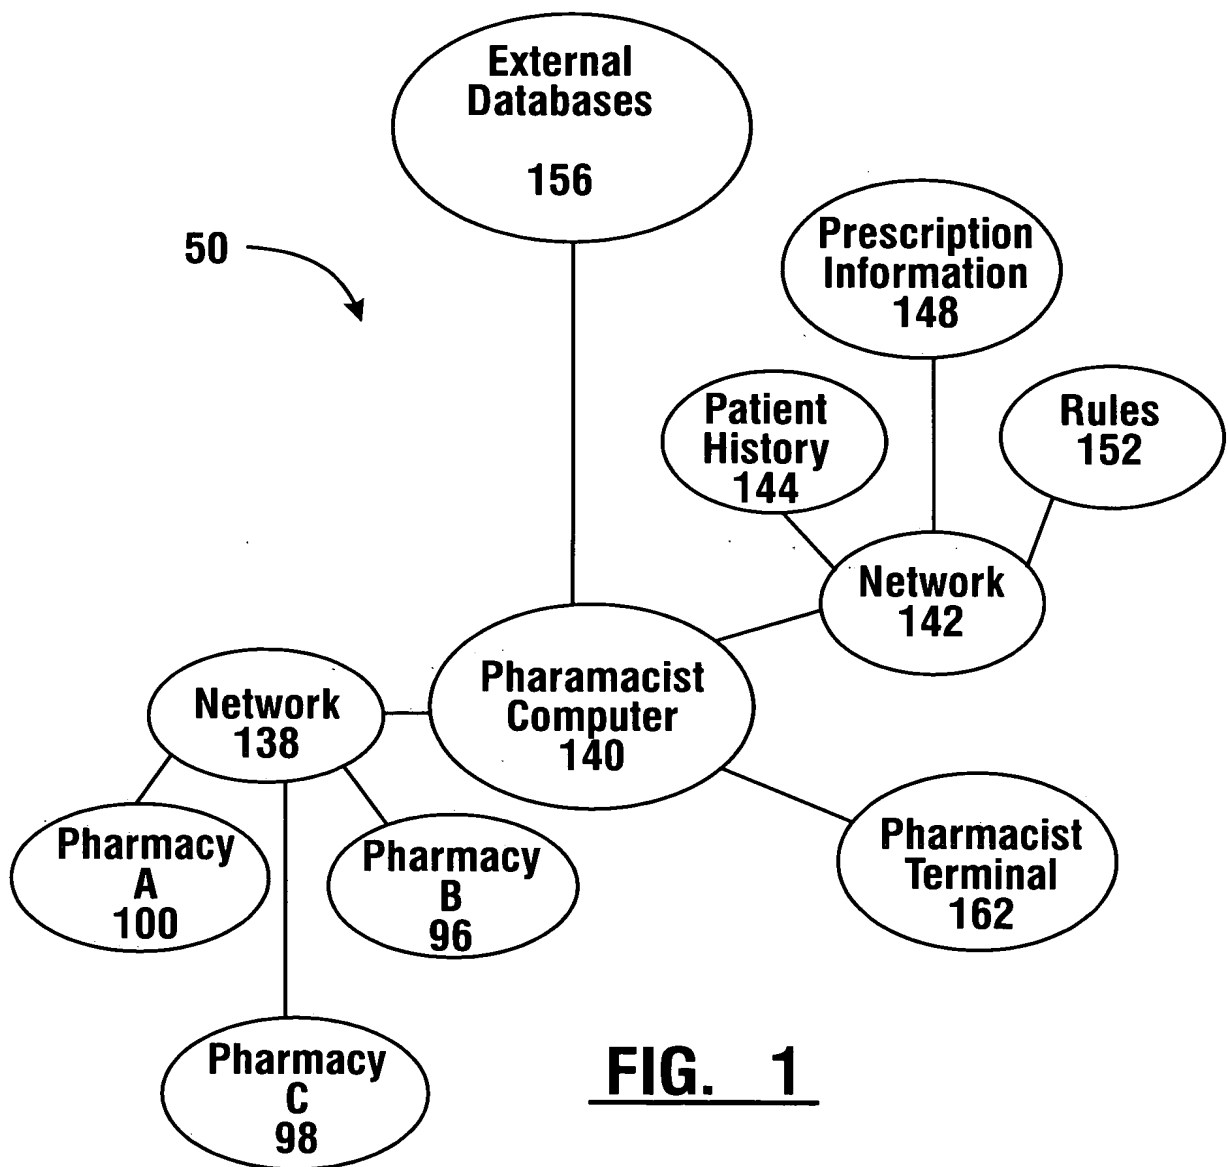 External
Databases
156
50
Prescription
Information
148
Patient
History
144
Rules
152
Network
142
Network
138
Pharamacist
Computer
140
Pharmacy
A
100
Pharmacy
B
96
Pharmacist
Terminal
162
Pharmacy
C
98
FIG. 1